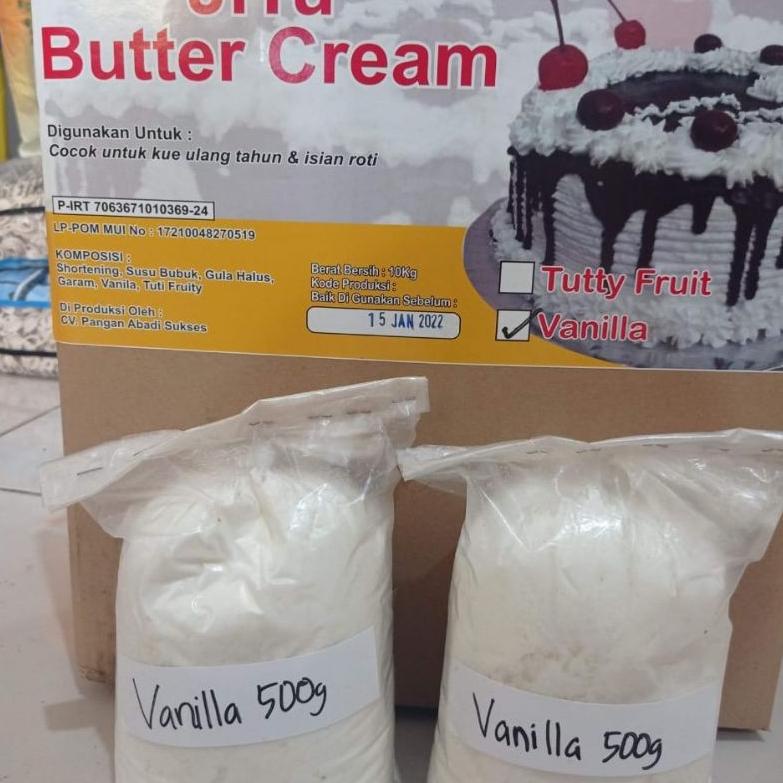 Butter Cream
Digunakan Untuk :
Cocok untuk kue ulang tahun & isian roti
P-IRT 7063671010369-24
LP-POM MUI No : 17210048270519
KOMPOSISI :
Shortening, Susu Bubuk, Gula Halus,
Garam, Vanila, Tuti Fruity
Di Produksi Oleh :
CV. Pangan Abadi Sukses
Berat Bersih : 10Kg
Kode Produksi :
Baik Di Gunakan Sebelum :
15 JAN 2022
Tutty Fruit
Vanilla
Vanilla 500g
Vanilla 500g